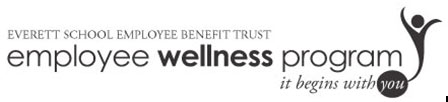 EVERETT SCHOOL EMPLOYEE BENEFIT TRUST
employee wellness program
it begins with you